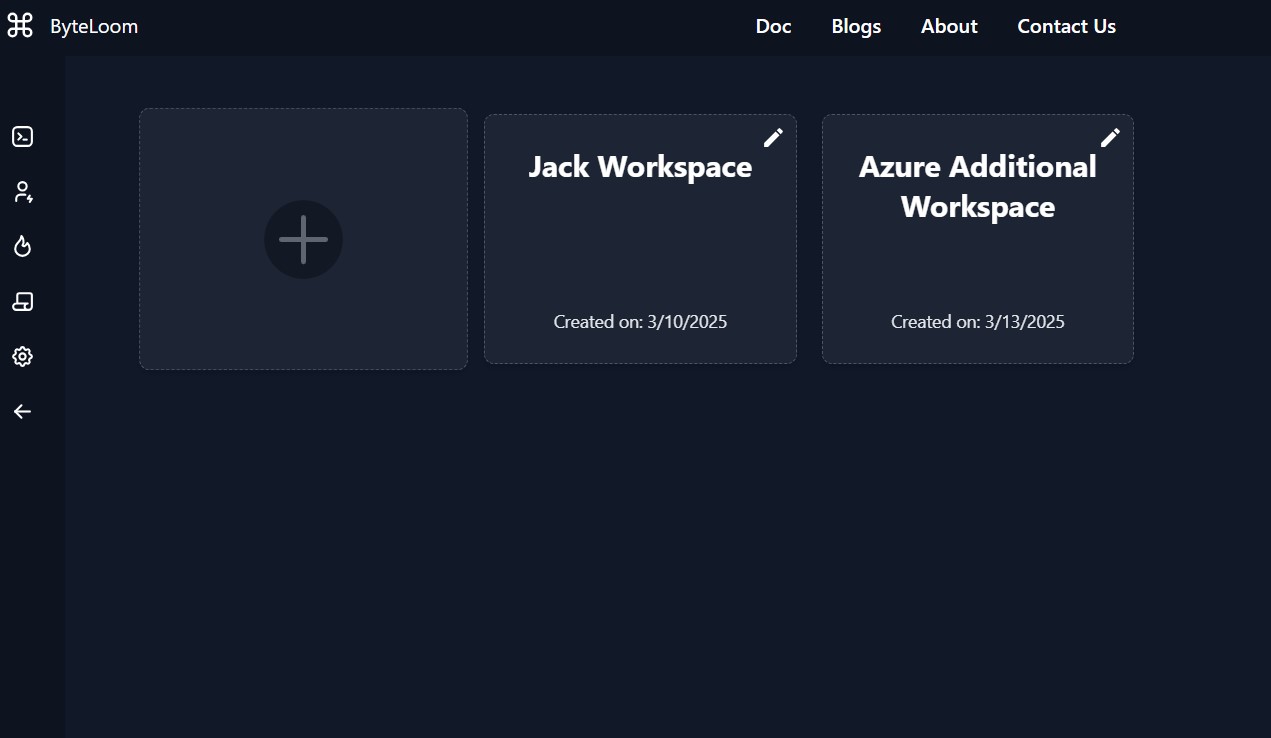 ByteLoom
Doc
Blogs
About
Contact Us
Jack Workspace
Created on: 3/10/2025
Azure Additional
Workspace
Created on: 3/13/2025